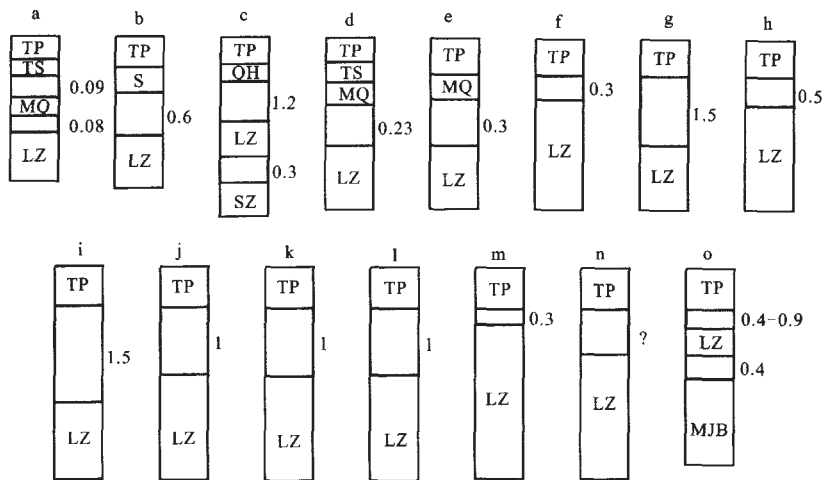 a b c d e f g h
TP TP TP TP TP TP TP TP
TS S QH TS MQ 0.3 1.5 0.5
0.09 0.6 1.2 MQ 0.3
MQ LZ LZ 0.23 LZ LZ LZ LZ
0.08 0.3 LZ
LZ SZ
i j k l m n o
TP TP TP TP TP TP TP
1.5 1 1 1 0.3 ? 0.4-0.9
LZ
0.4
LZ LZ LZ LZ LZ LZ MJB